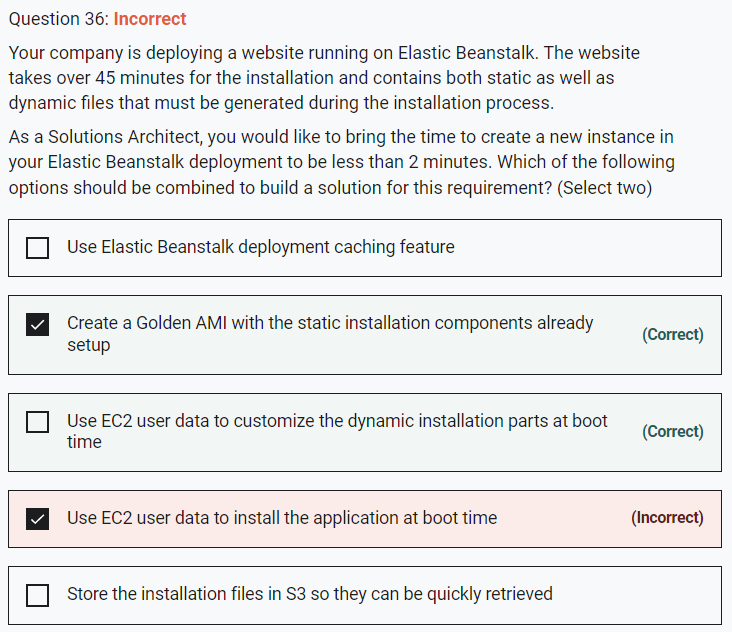 Question 36: Incorrect
Your company is deploying a website running on Elastic Beanstalk. The website
takes over 45 minutes for the installation and contains both static as well as
dynamic files that must be generated during the installation process.
As a Solutions Architect, you would like to bring the time to create a new instance in
your Elastic Beanstalk deployment to be less than 2 minutes. Which of the following
options should be combined to build a solution for this requirement? (Select two)
Use Elastic Beanstalk deployment caching feature
Create a Golden AMI with the static installation components already
setup
(Correct)
Use EC2 user data to customize the dynamic installation parts at boot
time
(Correct)
Use EC2 user data to install the application at boot time
(Incorrect)
Store the installation files in S3 so they can be quickly retrieved